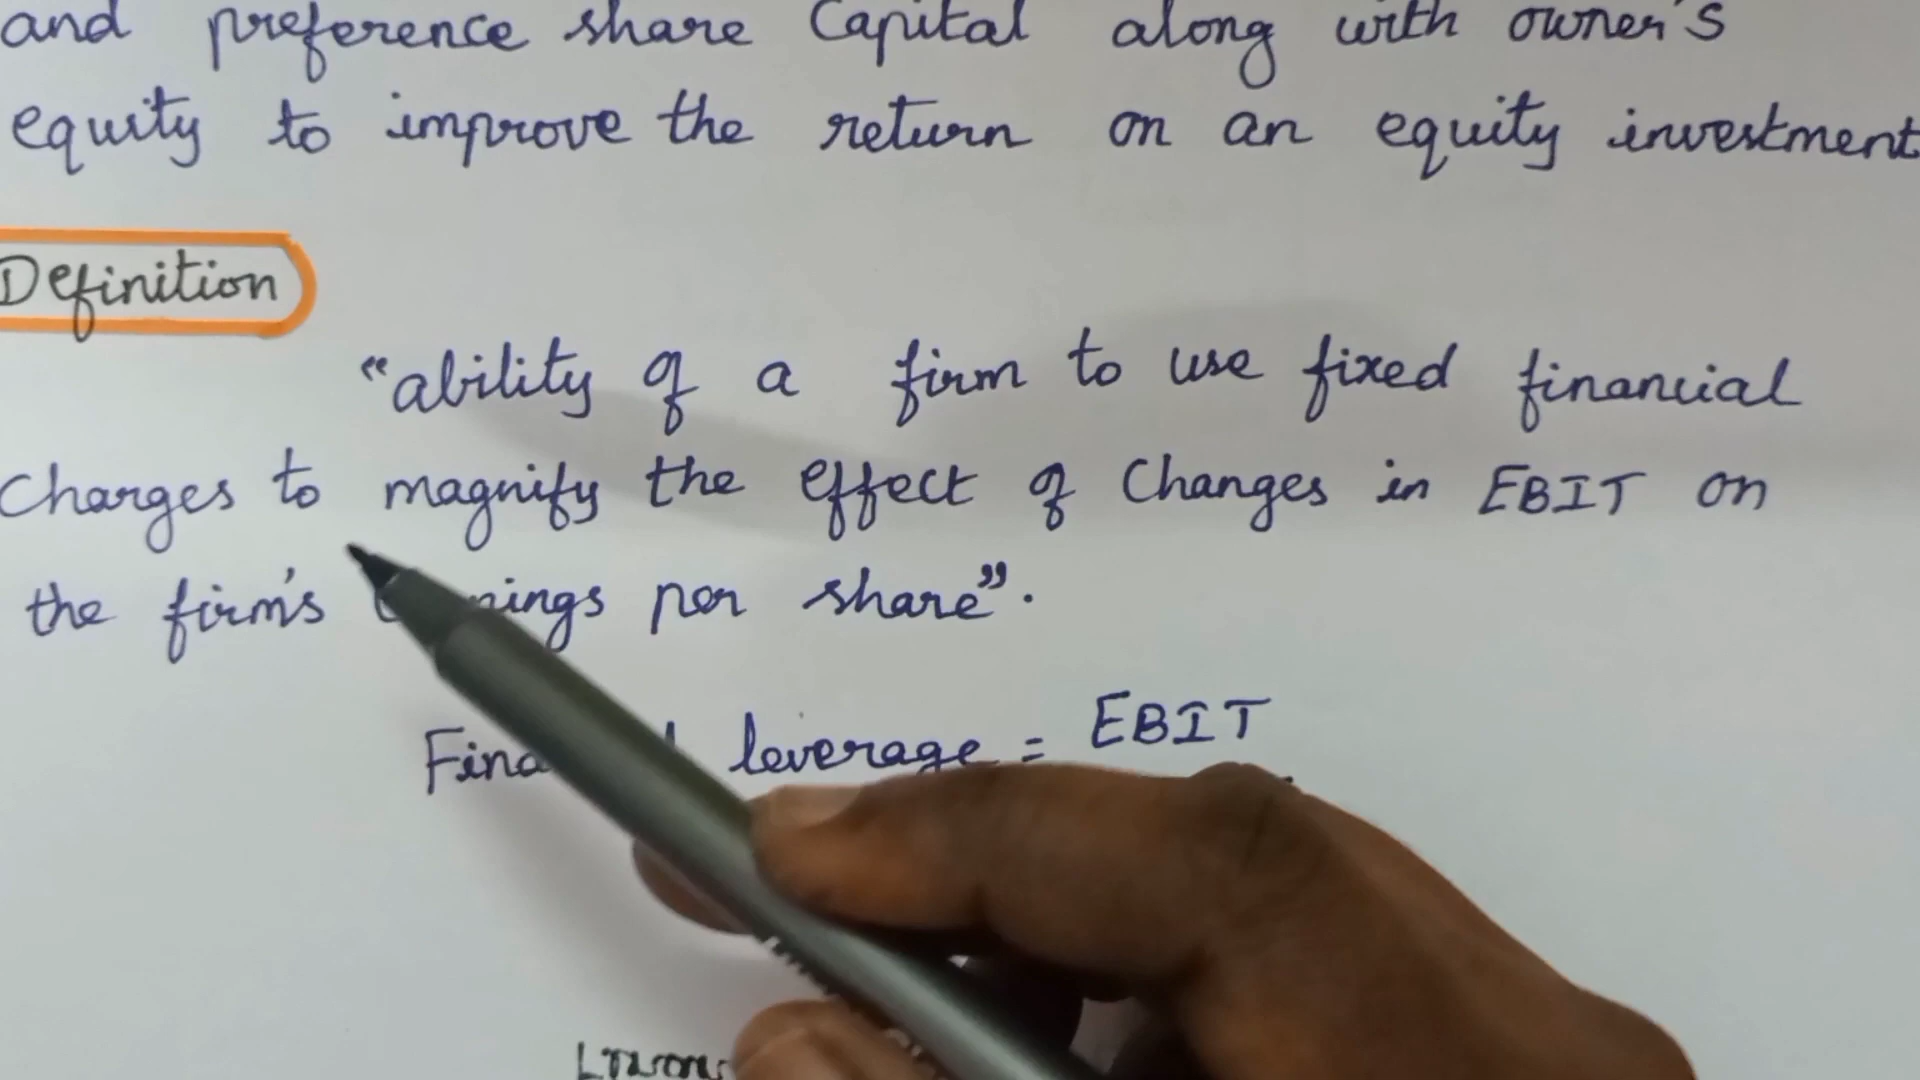 and preference share Capital along with owner's
equity to improve the return on an equity investment
Definition
"ability of a firm to use fixed financial
Charges to magnify the effect of Changes in EBIT on
the firm's per share".
leverage = EBIT